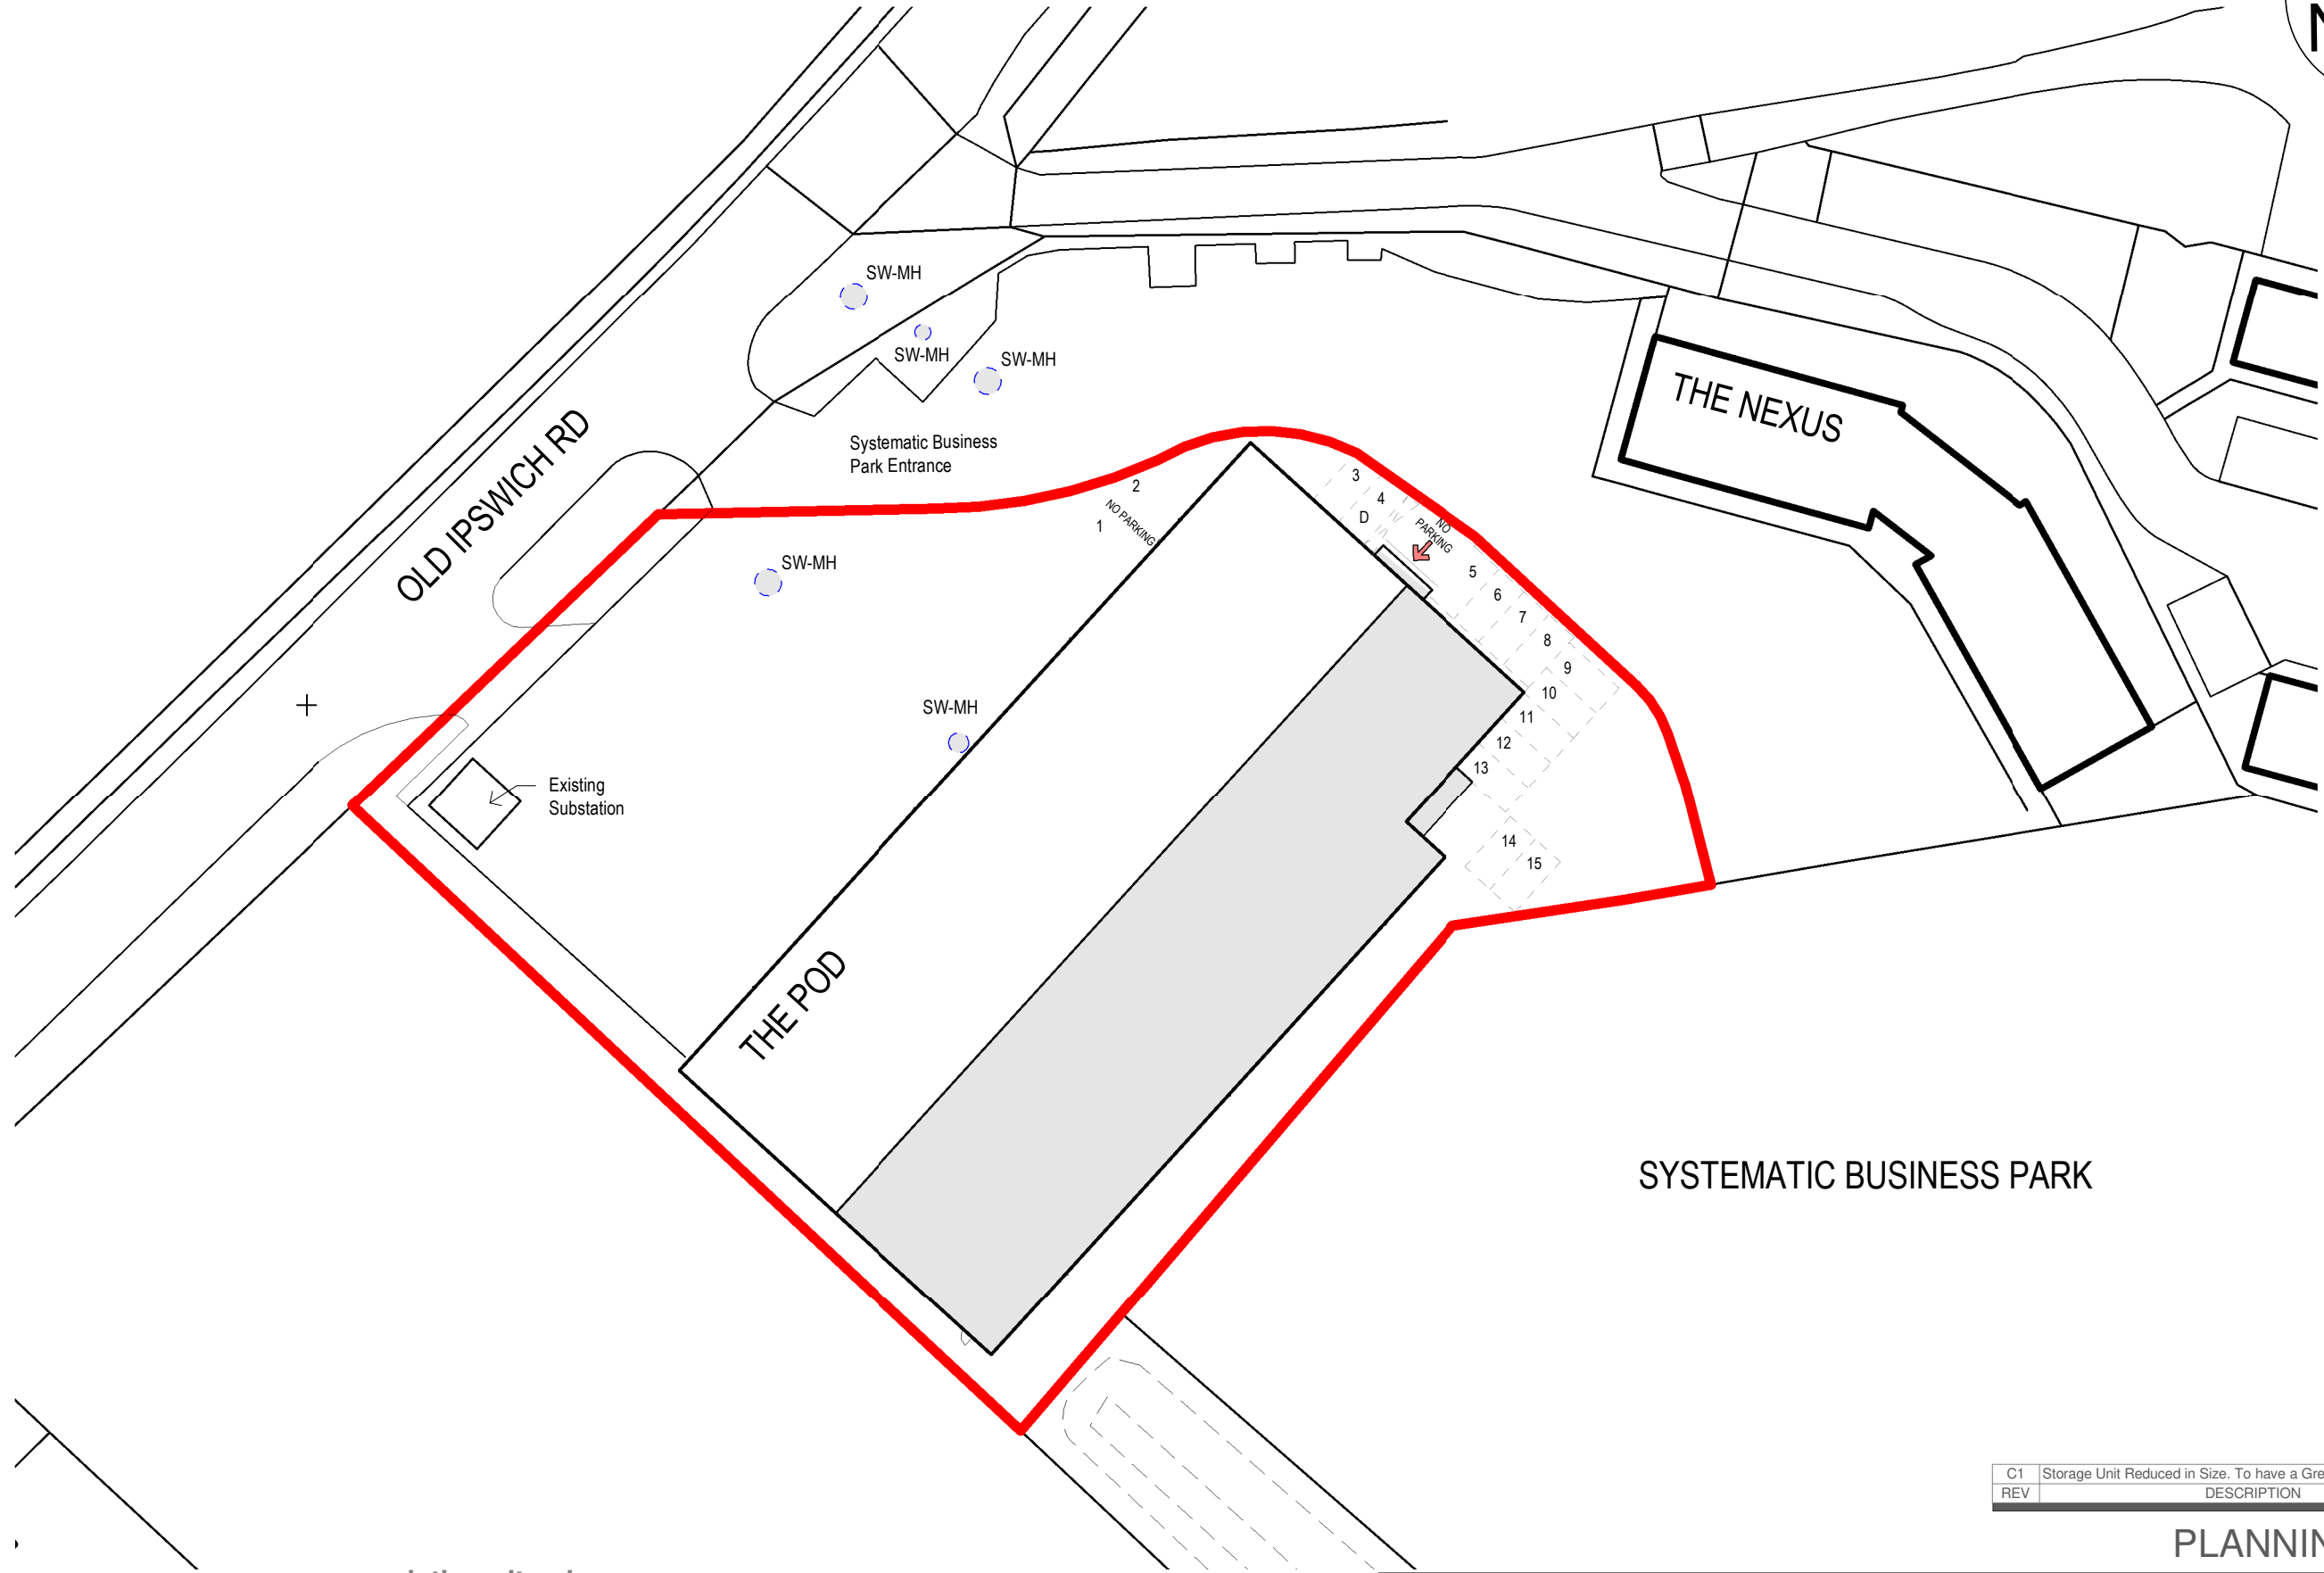 N
SW-MH
SW-MH
SW-MH
THE NEXUS
OLD IPSWICH RD
Systematic Business
Park Entrance
2
NO PARKING
1
3
4
D
NO
PARKING
5
6
7
8
9
10
11
12
13
14
15
SW-MH
SW-MH
Existing
Substation
THE POD
SYSTEMATIC BUSINESS PARK
C1 Storage Unit Reduced in Size. To have a Gre
REV DESCRIPTION
PLANNIN